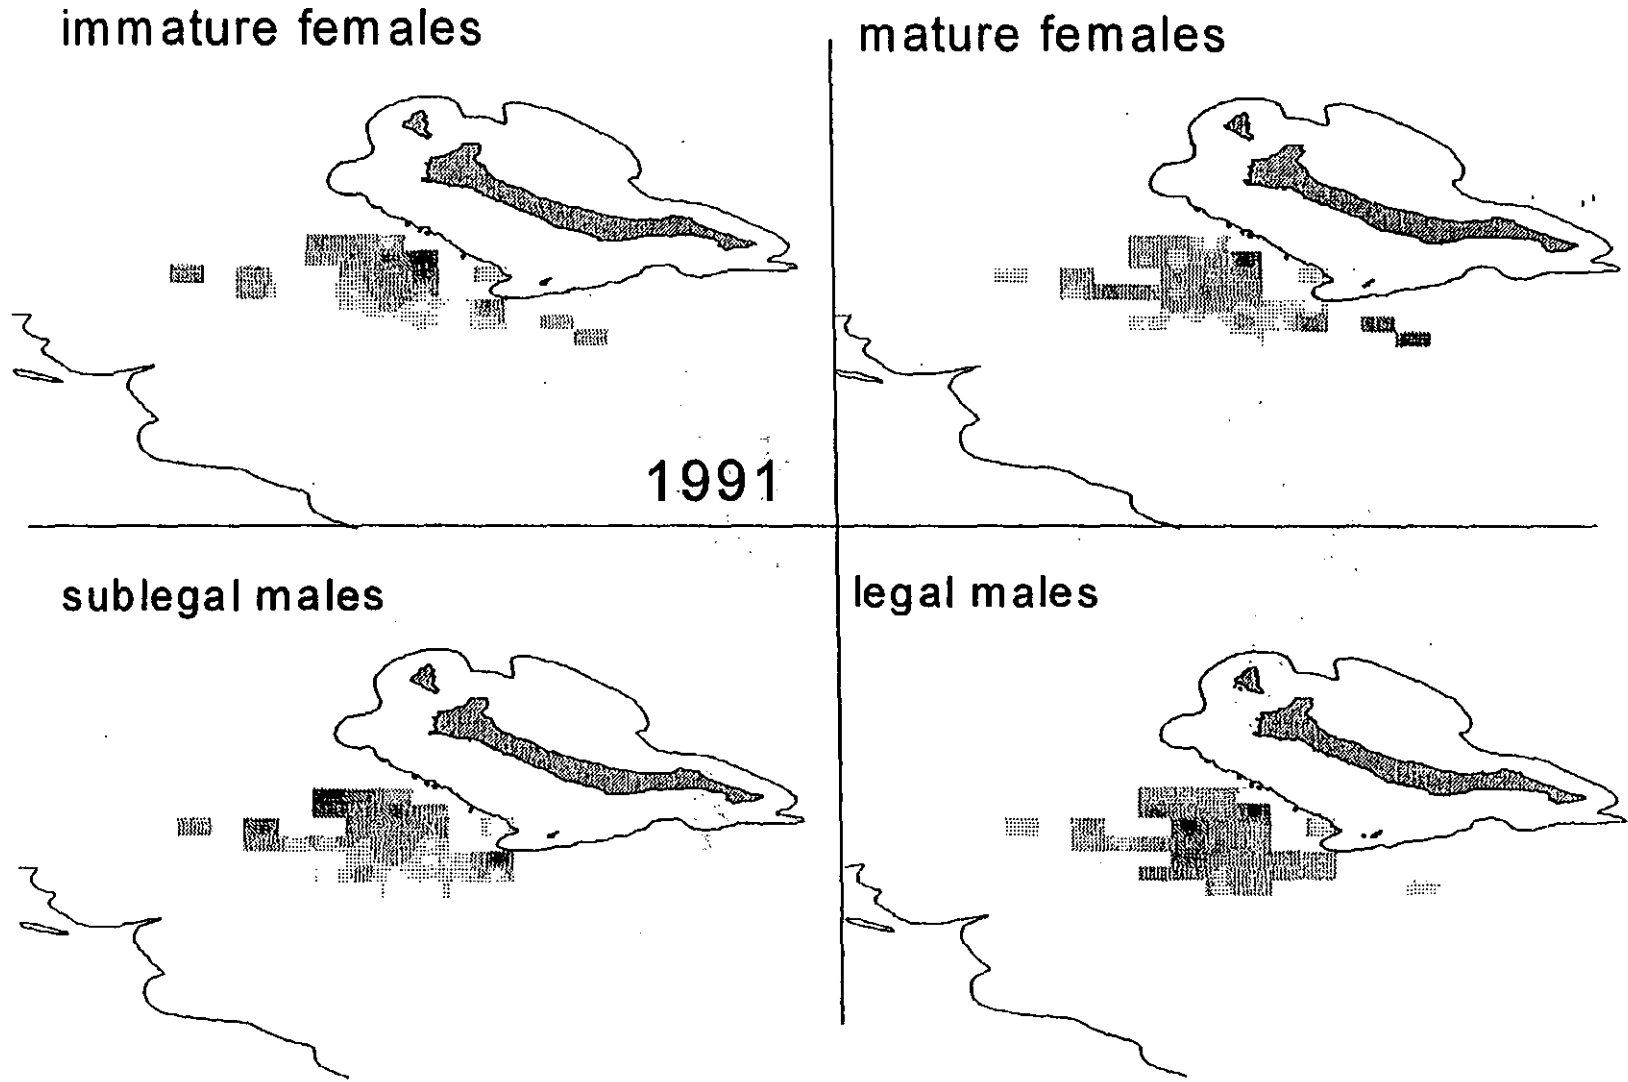 immature females
mature females
1991
sublegal males
legal males